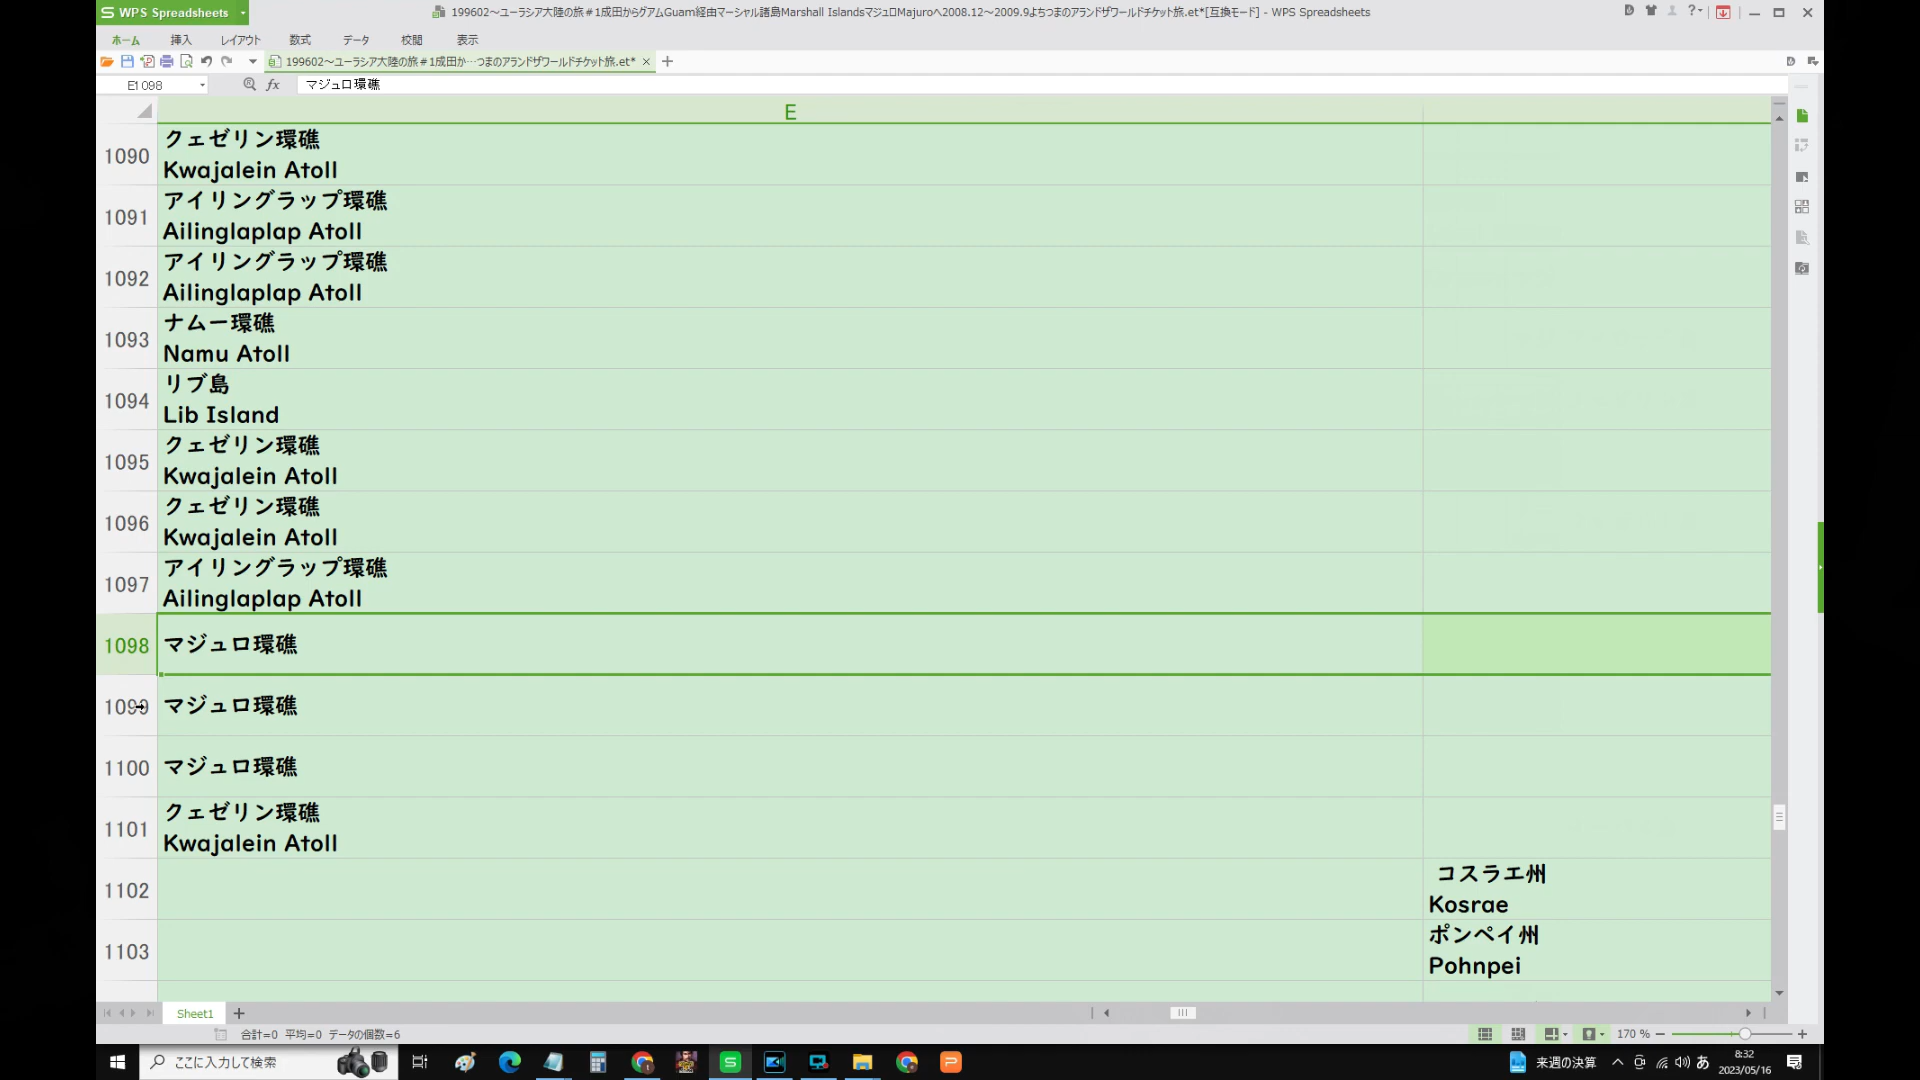 WPS Spreadsheets
199602～ユーラシア大陸の旅＃1成田からグアムGuam経由マーシャル諸島Marshall IslandsマジュロMajuroへ2008.12～2009.9よちつまのアランドザワールドチケット旅.et*[互換モード] - WPS Spreadsheets
ホーム 挿入 レイアウト 数式 データ 校閲 表示
199602～ユーラシア大陸の旅＃1成田か…つまのアランドザワールドチケット旅.et* × +
E1098 fx マジュロ環礁
E
1090 クェゼリン環礁
Kwajalein Atoll
1091 アイリングラップ環礁
Ailinglaplap Atoll
1092 アイリングラップ環礁
Ailinglaplap Atoll
1093 ナムー環礁
Namu Atoll
1094 リブ島
Lib Island
1095 クェゼリン環礁
Kwajalein Atoll
1096 クェゼリン環礁
Kwajalein Atoll
1097 アイリングラップ環礁
Ailinglaplap Atoll
1098 マジュロ環礁
1099 マジュロ環礁
1100 マジュロ環礁
1101 クェゼリン環礁
Kwajalein Atoll
1102 コスラエ州
Kosrae
1103 ポンペイ州
Pohnpei
Sheet1 +
合計=0 平均=0 データの個数=6
170 %
ここに入力して検索
来週の決算
あ
8:32
2023/05/16